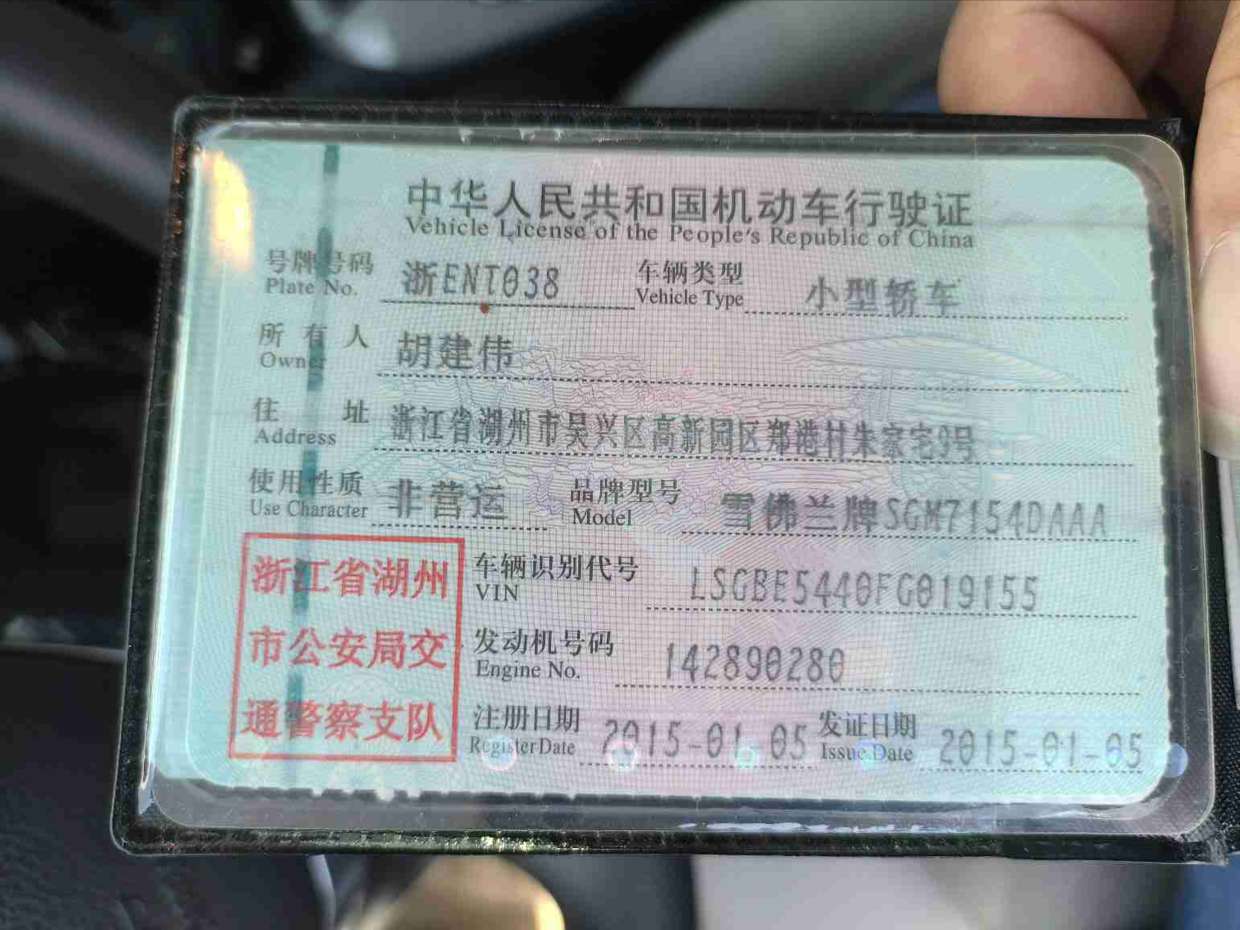 中华人民共和国机动车行驶证
Vehicle License of the People's Republic of China
号牌号码 浙ENT038 车辆类型 小型轿车
Plate No. Vehicle Type
所有人 胡建伟
Owner
住址 浙江省湖州市吴兴区高新园区郑港村朱家宅9号
Address
使用性质 非营运 品牌型号 雪佛兰牌SGM7154DAAA
Use Character Model
浙江省湖州
市公安局交
通警察支队
车辆识别代号 LSGBE5440FG019155
VIN
发动机号码 142890280
Engine No.
注册日期 2015-01-05 发证日期 2015-01-05
Register Date Issue Date